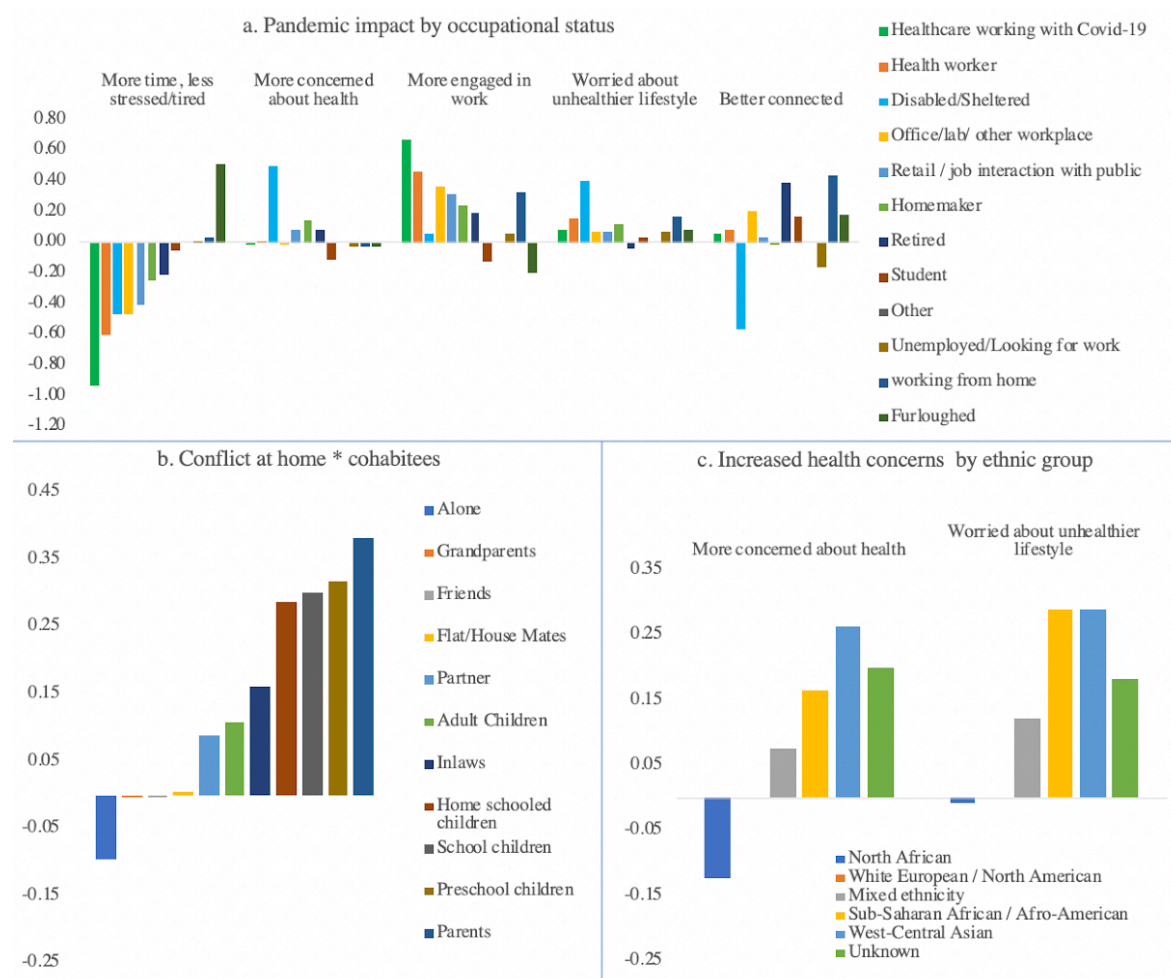 a. Pandemic impact by occupational status
More time, less
stressed/tired
More concerned
about health
More engaged in
work
Worried about
unhealthier lifestyle
Better connected
0.80
0.60
0.40
0.20
0.00
-0.20
-0.40
-0.60
-0.80
-1.00
-1.20
Healthcare working with Covid-19
Health worker
Disabled/Sheltered
Office/lab/ other workplace
Retail / job interaction with public
Homemaker
Retired
Student
Other
Unemployed/Looking for work
working from home
Furloughed
b. Conflict at home * cohabitees
0.45
0.35
0.25
0.15
0.05
-0.05
-0.15
-0.25
Alone
Grandparents
Friends
Flat/House Mates
Partner
Adult Children
Inlaws
Home schooled
children
School children
Preschool children
Parents
c. Increased health concerns by ethnic group
More concerned about health
Worried about unhealthier
lifestyle
0.35
0.25
0.15
0.05
-0.05
-0.15
-0.25
North African
White European / North American
Mixed ethnicity
Sub-Saharan African / Afro-American
West-Central Asian
Unknown